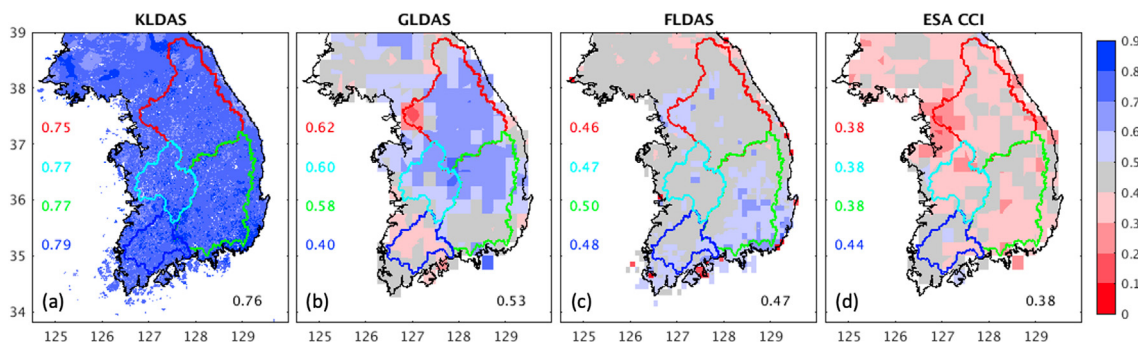 KLDAS GLDAS FLDAS ESA CCI
39 0.9
0.8
38 0.7
0.75 0.62 0.46 0.38 0.6
37
0.77 0.60 0.47 0.38 0.5
36 0.77 0.58 0.50 0.38 0.4
0.3
35 0.79 0.40 0.48 0.44 0.2
0.1
34 (a) 0.76 (b) 0.53 (c) 0.47 (d) 0.38 0
125 126 127 128 129 125 126 127 128 129 125 126 127 128 129 125 126 127 128 129